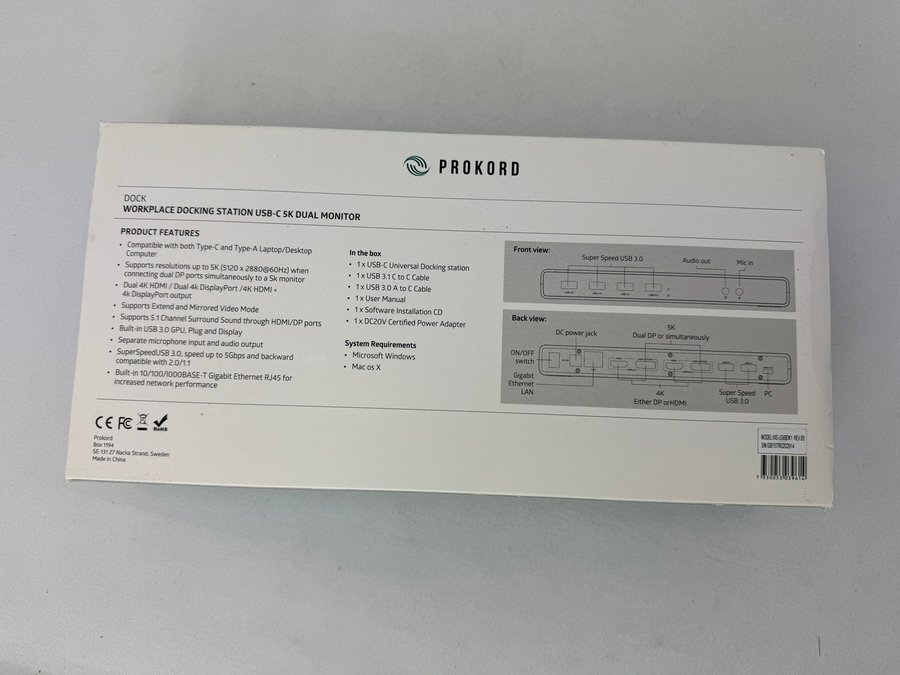 PROKORD
DOCK
WORKPLACE DOCKING STATION USB-C 5K DUAL MONITOR
PRODUCT FEATURES
• Compatible with both Type-C and Type-A Laptop/Desktop
Computer
• Supports resolutions up to 5K (5120 x 2880@60Hz) when
connecting dual DP ports simultaneously to a 5k monitor
• Dual 4K HDMI / Dual 4k DisplayPort /4K HDMI +
4k DisplayPort output
• Supports Extend and Mirrored Video Mode
• Supports 5.1 Channel Surround Sound through HDMI/DP ports
• Built-in USB 3.0 GPU, Plug and Display
• Separate microphone input and audio output
• SuperSpeedUSB 3.0, speed up to 5Gbps and backward
compatible with 2.0/1.1
• Built-in 10/100/1000BASE-T Gigabit Ethernet RJ45 for
increased network performance
CE FC RoHS
Prokord
Box 1194
SE-131 27 Nacka Strand, Sweden
Made in China
In the box
• 1 x USB-C Universal Docking station
• 1 x USB 3.1 C to C Cable
• 1 x USB 3.0 A to C Cable
• 1 x User Manual
• 1 x Software Installation CD
• 1 x DC20V Certified Power Adapter
System Requirements
• Microsoft Windows
• Mac os X
Front view:
Super Speed USB 3.0
Audio out
Mic in
Back view:
DC power jack
5K
Dual DP or simultaneously
ON/OFF
switch
Gigabit
Ethernet
LAN
4K
Either DP orHDMI
Super Speed
USB 3.0
PC